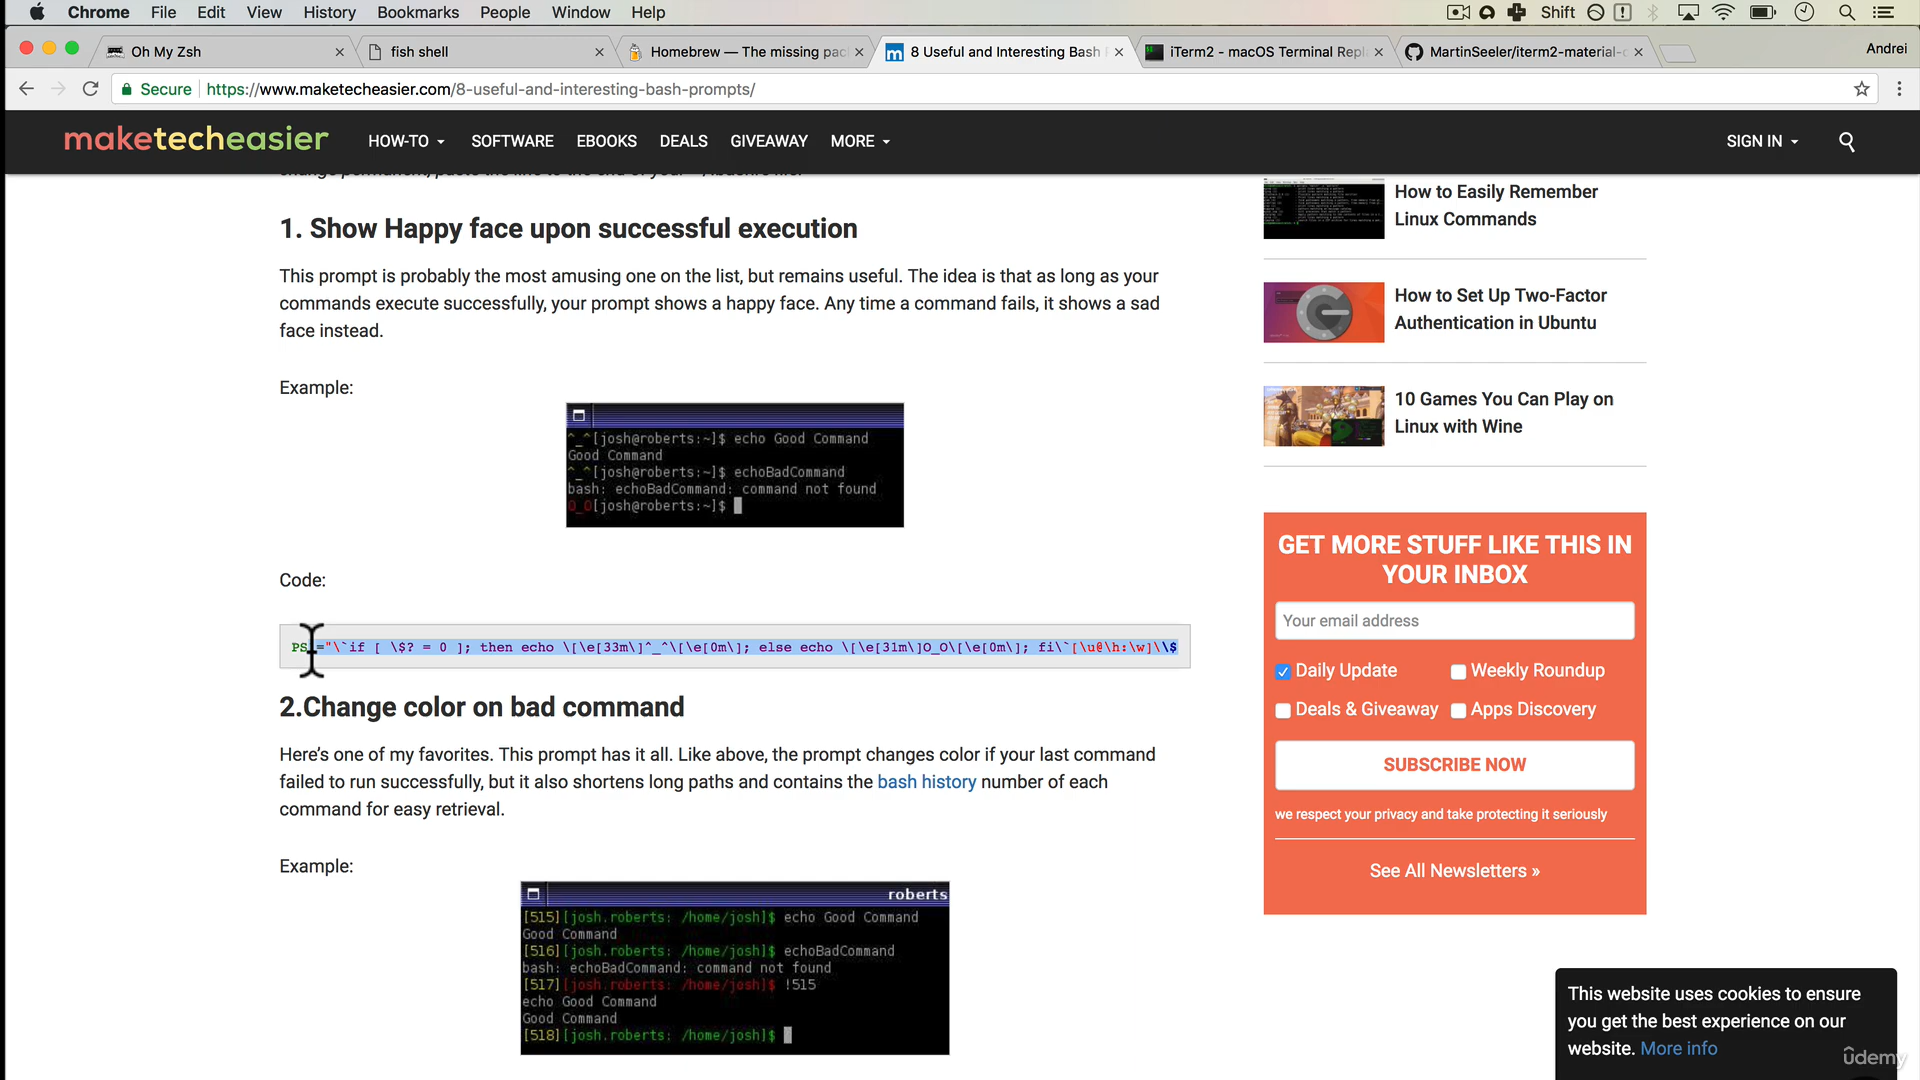 Chrome File Edit View History Bookmarks People Window Help Shift
Oh My Zsh fish shell Homebrew — The missing pac 8 Useful and Interesting Bash iTerm2 - macOS Terminal Repla MartinSeeler/iterm2-material-c Andrei
Secure https://www.maketecheasier.com/8-useful-and-interesting-bash-prompts/
maketecheasier HOW-TO SOFTWARE EBOOKS DEALS GIVEAWAY MORE SIGN IN
1. Show Happy face upon successful execution
This prompt is probably the most amusing one on the list, but remains useful. The idea is that as long as your
commands execute successfully, your prompt shows a happy face. Any time a command fails, it shows a sad
face instead.
Example:
^_^[josh@roberts:~]$ echo Good Command
Good Command
^_^[josh@roberts:~]$ echoBadCommand
bash: echoBadCommand: command not found
O_O[josh@roberts:~]$
Code:
PS ="\`if [ \$? = 0 ]; then echo \[\e[33m\]^_^\[\e[0m\]; else echo \[\e[31m\]O_O\[\e[0m\]; fi\`[\u@\h:\w]\\$
2.Change color on bad command
Here’s one of my favorites. This prompt has it all. Like above, the prompt changes color if your last command
failed to run successfully, but it also shortens long paths and contains the bash history number of each
command for easy retrieval.
Example:
roberts
[515][josh.roberts: /home/josh]$ echo Good Command
Good Command
[516][josh.roberts: /home/josh]$ echoBadCommand
bash: echoBadCommand: command not found
[517][josh.roberts: /home/josh]$ !515
echo Good Command
Good Command
[518][josh.roberts: /home/josh]$
How to Easily Remember
Linux Commands
How to Set Up Two-Factor
Authentication in Ubuntu
10 Games You Can Play on
Linux with Wine
GET MORE STUFF LIKE THIS IN
YOUR INBOX
Your email address
Daily Update Weekly Roundup
Deals & Giveaway Apps Discovery
SUBSCRIBE NOW
we respect your privacy and take protecting it seriously
See All Newsletters »
This website uses cookies to ensure
you get the best experience on our
website. More info
ûdemy